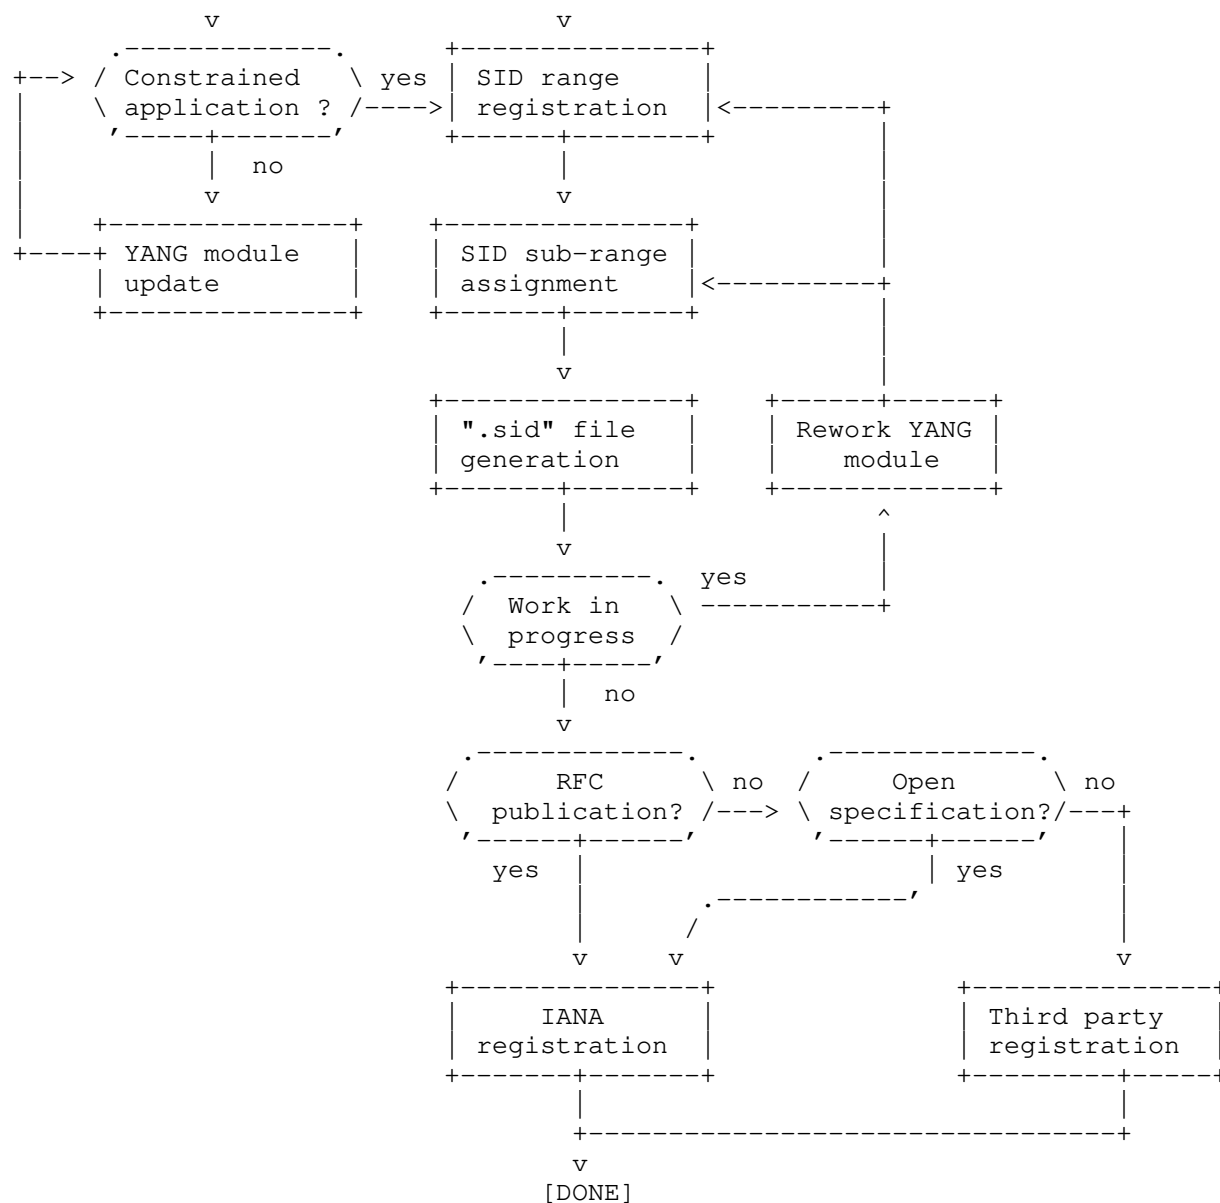 Constrained
application ?
yes
SID range
registration
no
YANG module
update
SID sub-range
assignment
".sid" file
generation
Rework YANG
module
Work in
progress
yes
no
RFC
publication?
no
Open
specification?
no
yes
yes
IANA
registration
Third party
registration
[DONE]